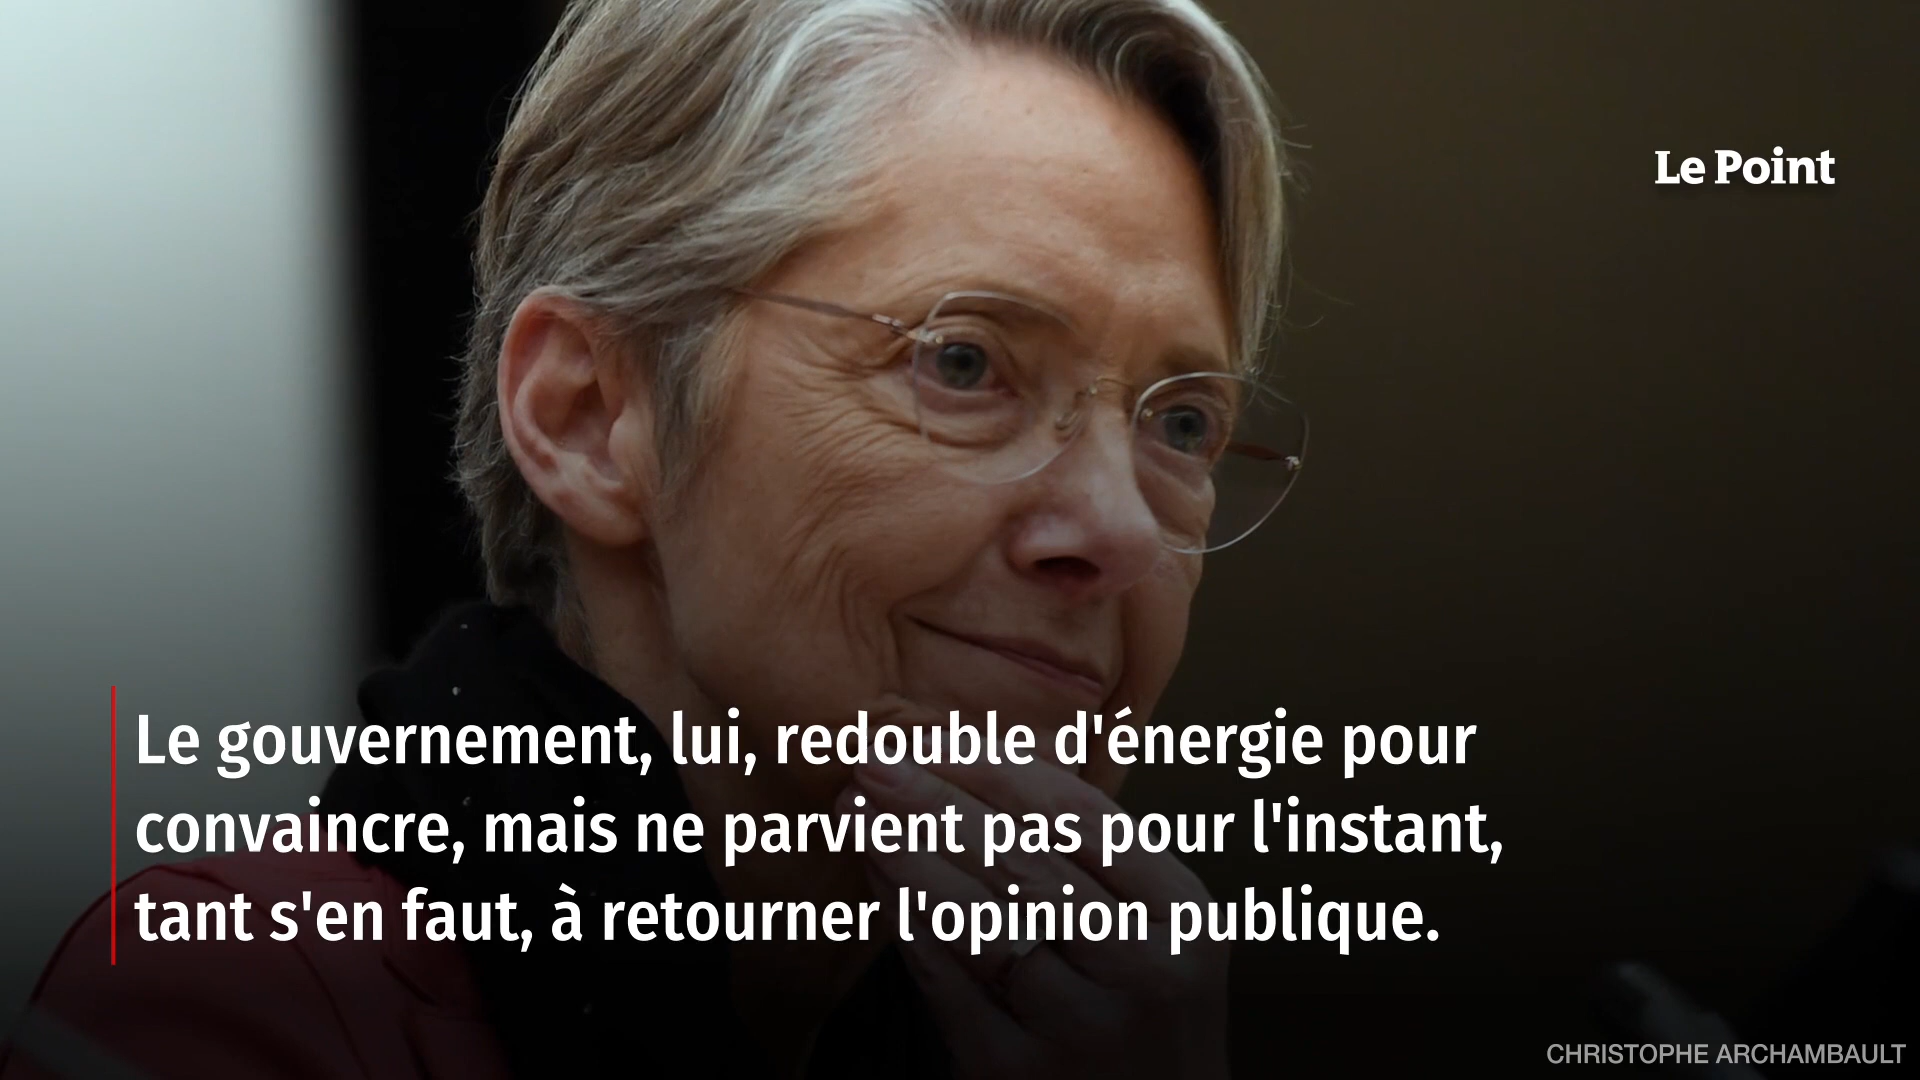 Le Point
Le gouvernement, lui, redouble d'énergie pour
convaincre, mais ne parvient pas pour l'instant,
tant s'en faut, à retourner l'opinion publique.
CHRISTOPHE ARCHAMBAULT